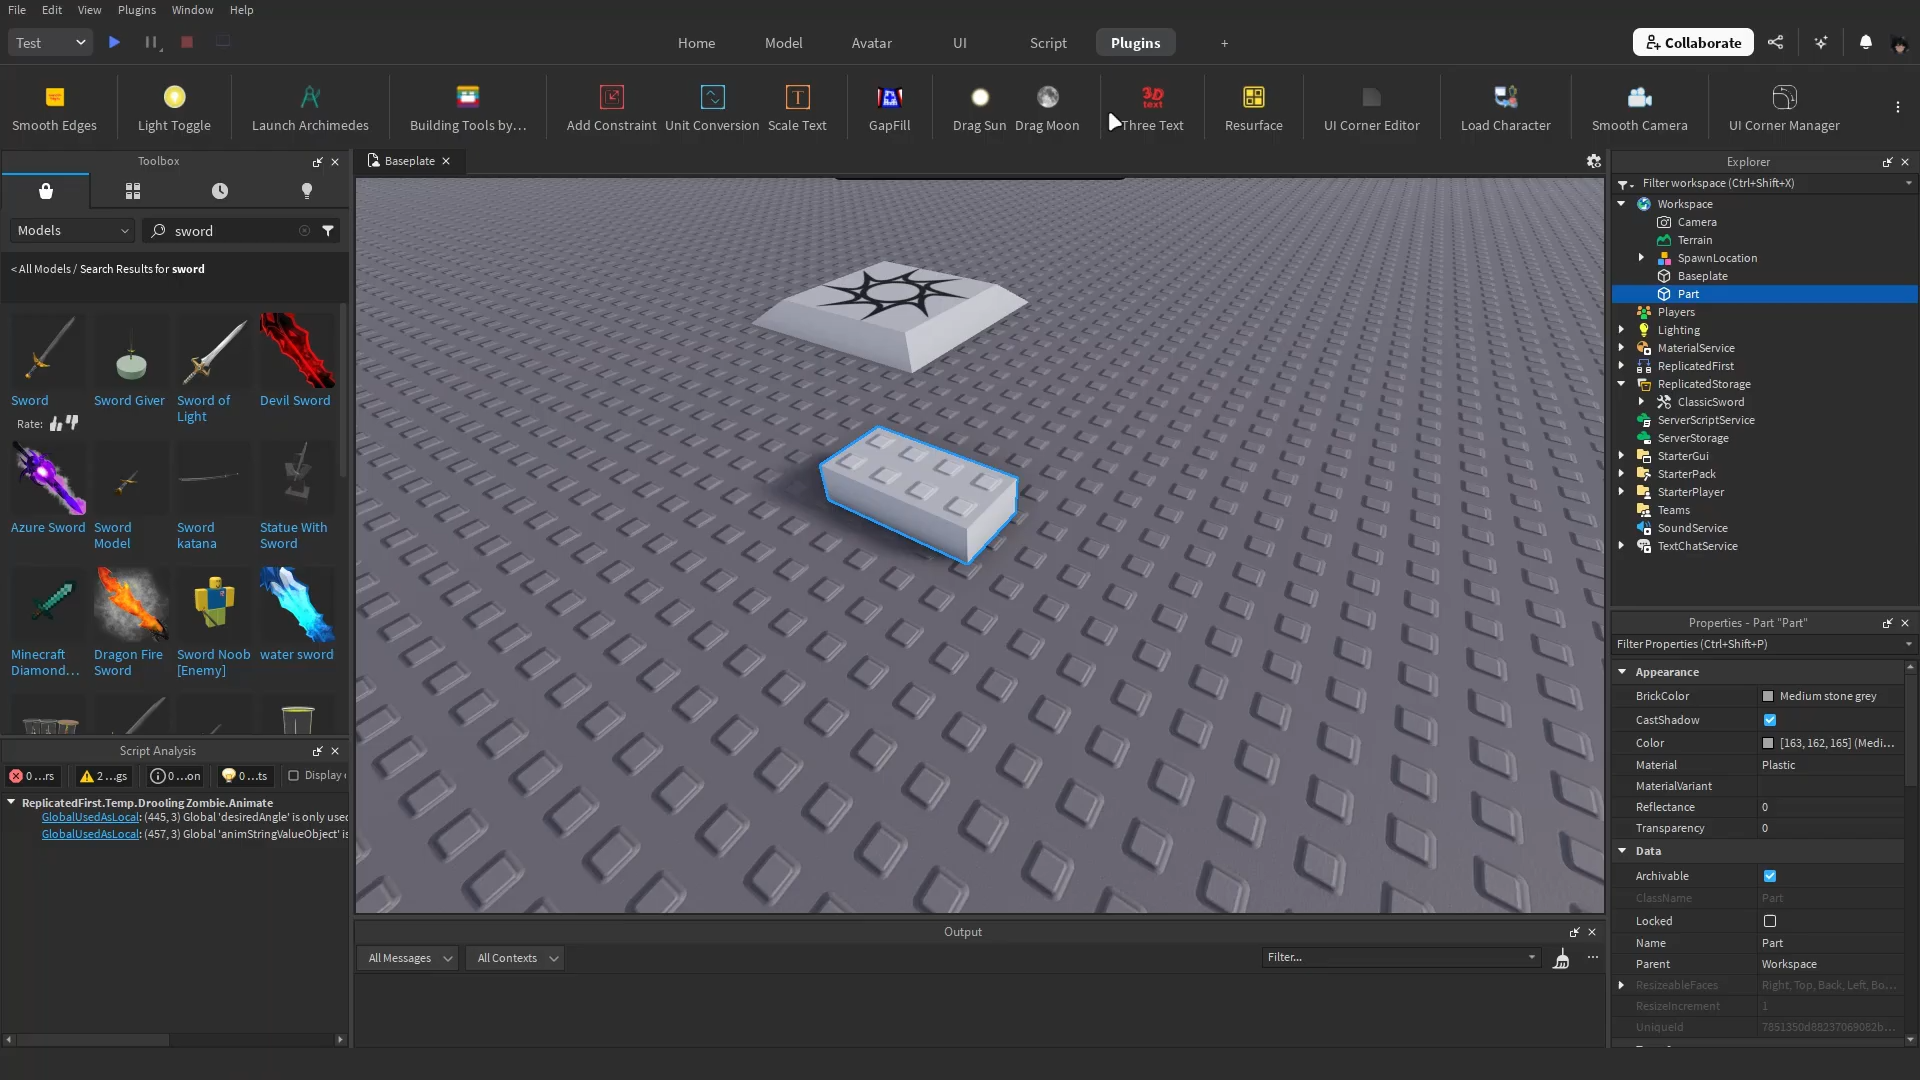 File Edit View Plugins Window Help
Test
Home Model Avatar UI Script Plugins +
Collaborate
Smooth Edges
Light Toggle
Launch Archimedes
Building Tools by...
Add Constraint
Unit Conversion
T
Scale Text
GapFill
Drag Sun
Drag Moon
3D text
Three Text
Resurface
UI Corner Editor
Load Character
Smooth Camera
UI Corner Manager
Toolbox
Models
sword
< All Models / Search Results for sword
Sword
Sword Giver
Sword of Light
Devil Sword
Rate:
Azure Sword
Sword Model
Sword katana
Statue With Sword
Minecraft Diamond...
Dragon Fire Sword
Sword Noob [Enemy]
water sword
Script Analysis
0 ...rs
2 ...gs
0 ...on
0 ...ts
Display
ReplicatedFirst.Temp.Drooling Zombie.Animate
GlobalUsedAsLocal: (445, 3) Global 'desiredAngle' is only used
GlobalUsedAsLocal: (457, 3) Global 'animStringValueObject' is
Baseplate
Output
All Messages
All Contexts
Filter...
Explorer
Filter workspace (Ctrl+Shift+X)
Workspace
Camera
Terrain
SpawnLocation
Baseplate
Part
Players
Lighting
MaterialService
ReplicatedFirst
ReplicatedStorage
ClassicSword
ServerScriptService
ServerStorage
StarterGui
StarterPack
StarterPlayer
Teams
SoundService
TextChatService
Properties - Part "Part"
Filter Properties (Ctrl+Shift+P)
Appearance
BrickColor Medium stone grey
CastShadow
Color [163, 162, 165] (Medi...
Material Plastic
MaterialVariant
Reflectance 0
Transparency 0
Data
Archivable
ClassName Part
Locked
Name Part
Parent Workspace
ResizeableFaces Right, Top, Back, Left, Bo...
ResizeIncrement 1
UniqueId 7851350d88237069082b...